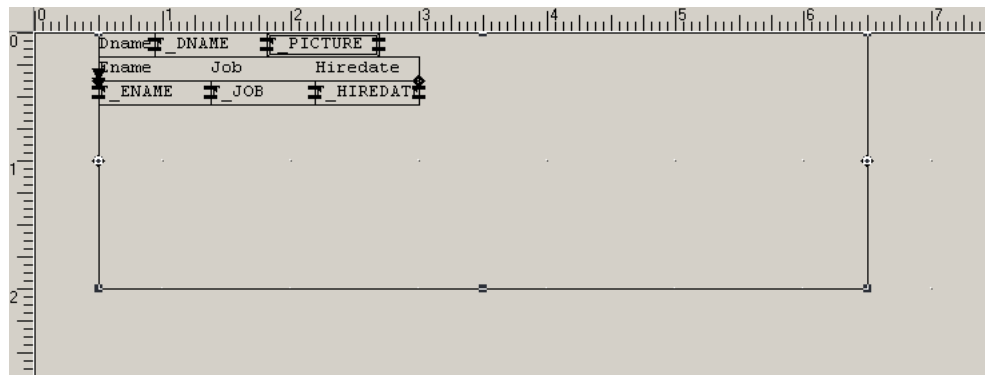 0 1 2 3 4 5 6 7
0
Dname F_DNAME F_PICTURE
Ename Job Hiredate
F_ENAME F_JOB F_HIREDATE
1
2